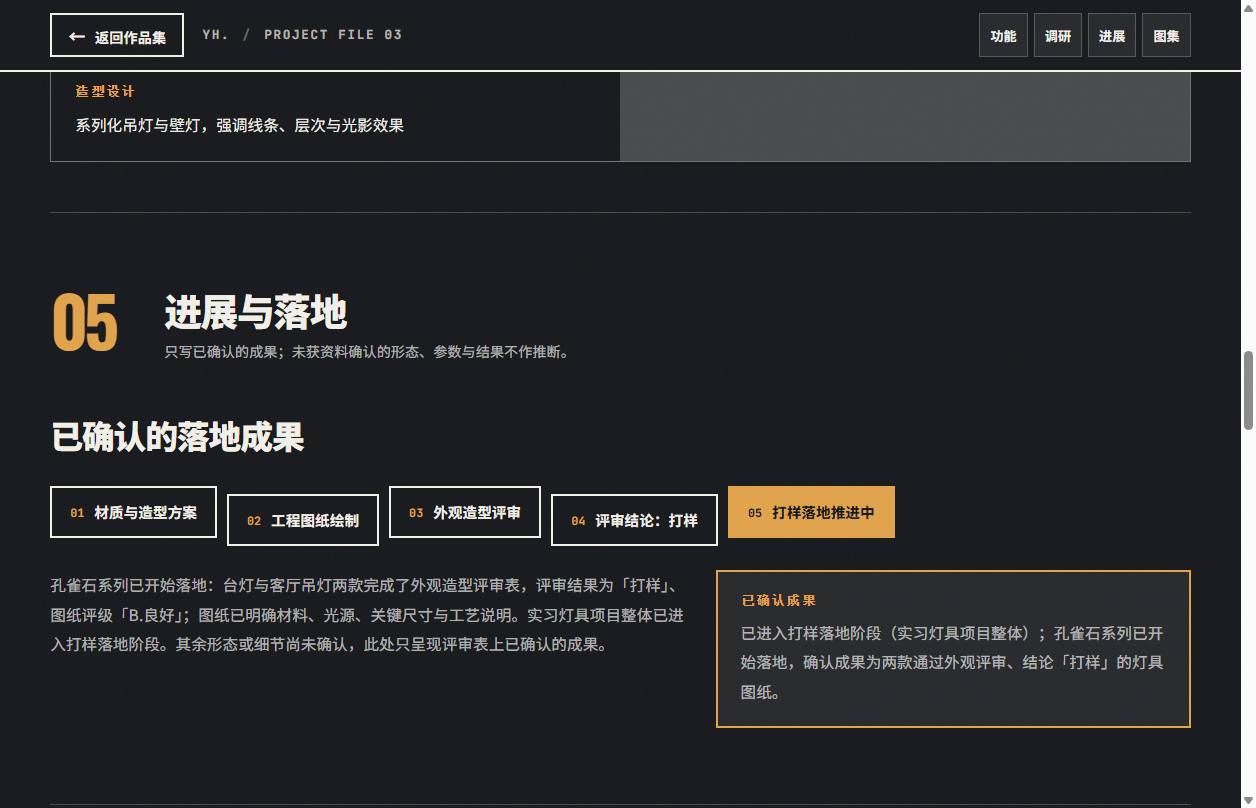 ← 返回作品集
YH. / PROJECT FILE 03
功能
调研
进展
图集
造型设计
系列化吊灯与壁灯，强调线条、层次与光影效果
05
进展与落地
只写已确认的成果；未获资料确认的形态、参数与结果不作推断。
已确认的落地成果
01 材质与造型方案
02 工程图纸绘制
03 外观造型评审
04 评审结论：打样
05 打样落地推进中
孔雀石系列已开始落地：台灯与客厅吊灯两款完成了外观造型评审表，评审结果为「打样」、
图纸评级「B.良好」；图纸已明确材料、光源、关键尺寸与工艺说明。实习灯具项目整体已进
入打样落地阶段。其余形态或细节尚未确认，此处只呈现评审表上已确认的成果。
已确认成果
已进入打样落地阶段（实习灯具项目整体）；孔雀石系列已开
始落地，确认成果为两款通过外观评审、结论「打样」的灯具
图纸。